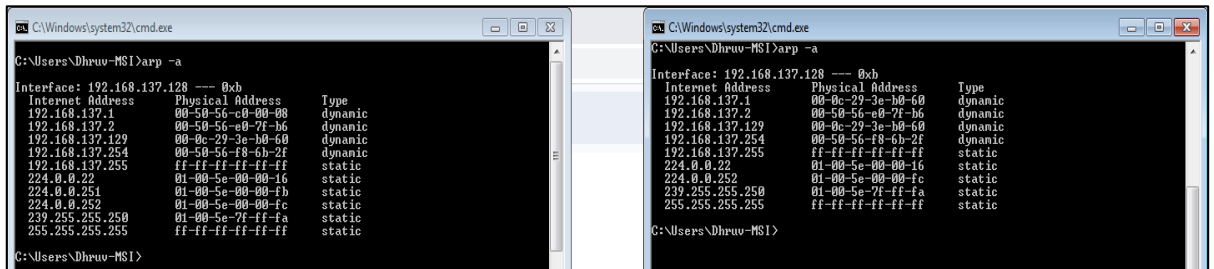 C:\Windows\system32\cmd.exe
C:\Users\Dhruv-MSI>arp -a
Interface: 192.168.137.128 --- 0xb
Internet Address Physical Address Type
192.168.137.1 00-50-56-c0-00-08 dynamic
192.168.137.2 00-50-56-e0-7f-b6 dynamic
192.168.137.129 00-0c-29-3e-b0-60 dynamic
192.168.137.254 00-50-56-f8-6b-2f dynamic
192.168.137.255 ff-ff-ff-ff-ff-ff static
224.0.0.22 01-00-5e-00-00-16 static
224.0.0.251 01-00-5e-00-00-fb static
224.0.0.252 01-00-5e-00-00-fc static
239.255.255.250 01-00-5e-7f-ff-fa static
255.255.255.255 ff-ff-ff-ff-ff-ff static
C:\Users\Dhruv-MSI>
C:\Windows\system32\cmd.exe
C:\Users\Dhruv-MSI>arp -a
Interface: 192.168.137.128 --- 0xb
Internet Address Physical Address Type
192.168.137.1 00-0c-29-3e-b0-60 dynamic
192.168.137.2 00-50-56-e0-7f-b6 dynamic
192.168.137.129 00-0c-29-3e-b0-60 dynamic
192.168.137.254 00-50-56-f8-6b-2f dynamic
192.168.137.255 ff-ff-ff-ff-ff-ff static
224.0.0.22 01-00-5e-00-00-16 static
224.0.0.252 01-00-5e-00-00-fc static
239.255.255.250 01-00-5e-7f-ff-fa static
255.255.255.255 ff-ff-ff-ff-ff-ff static
C:\Users\Dhruv-MSI>